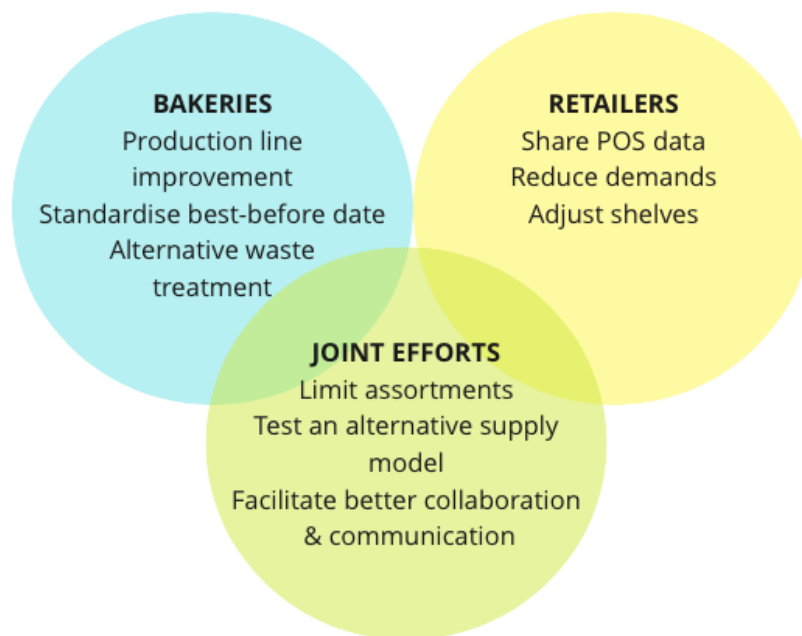 BAKERIES
Production line
improvement
Standardise best-before date
Alternative waste
treatment
RETAILERS
Share POS data
Reduce demands
Adjust shelves
JOINT EFFORTS
Limit assortments
Test an alternative supply
model
Facilitate better collaboration
& communication